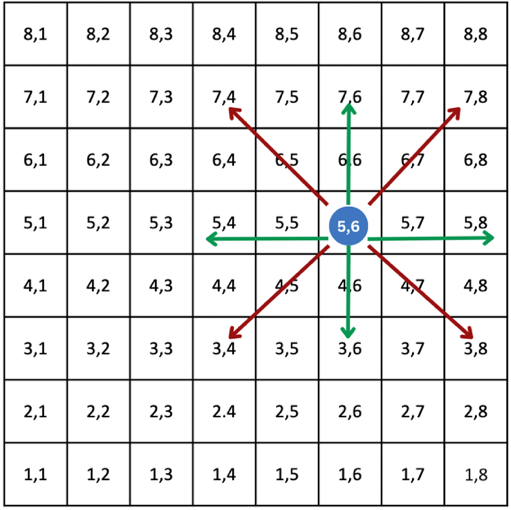 8,1 8,2 8,3 8,4 8,5 8,6 8,7 8,8
7,1 7,2 7,3 7,4 7,5 7,6 7,7 7,8
6,1 6,2 6,3 6,4 6,5 6,6 6,7 6,8
5,1 5,2 5,3 5,4 5,5 5,6 5,7 5,8
4,1 4,2 4,3 4,4 4,5 4,6 4,7 4,8
3,1 3,2 3,3 3,4 3,5 3,6 3,7 3,8
2,1 2,2 2,3 2.4 2,5 2,6 2,7 2,8
1,1 1,2 1,3 1,4 1,5 1,6 1,7 1,8